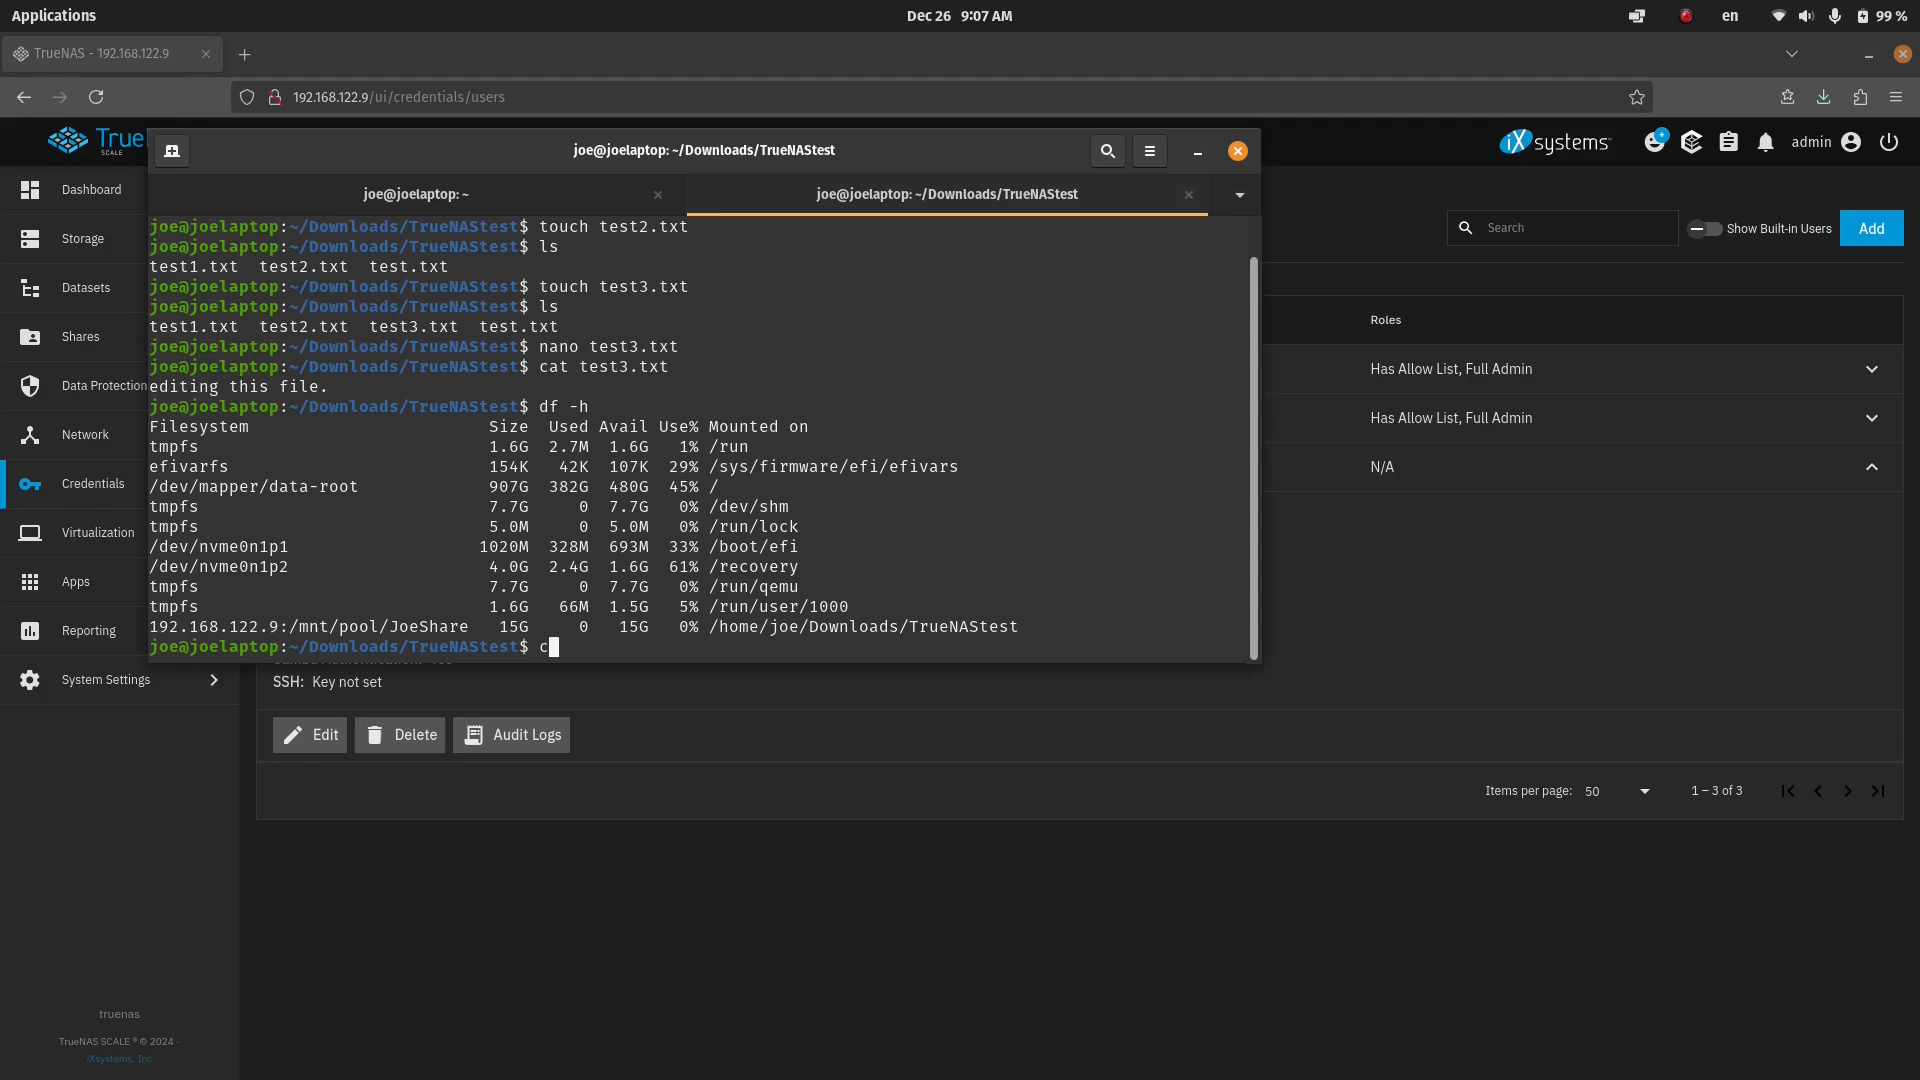 Applications
Dec 26 9:07 AM
en
99 %
TrueNAS - 192.168.122.9
192.168.122.9/ui/credentials/users
True
SCALE
joe@joelaptop: ~/Downloads/TrueNAStest
iXsystems
admin
joe@joelaptop: ~
joe@joelaptop: ~/Downloads/TrueNAStest
Dashboard
Storage
Datasets
Shares
Data Protection
Network
Credentials
Virtualization
Apps
Reporting
System Settings
Search
Show Built-in Users
Add
Roles
Has Allow List, Full Admin
Has Allow List, Full Admin
N/A
joe@joelaptop:~/Downloads/TrueNAStest$ touch test2.txt
joe@joelaptop:~/Downloads/TrueNAStest$ ls
test1.txt  test2.txt  test.txt
joe@joelaptop:~/Downloads/TrueNAStest$ touch test3.txt
joe@joelaptop:~/Downloads/TrueNAStest$ ls
test1.txt  test2.txt  test3.txt  test.txt
joe@joelaptop:~/Downloads/TrueNAStest$ nano test3.txt
joe@joelaptop:~/Downloads/TrueNAStest$ cat test3.txt
editing this file.
joe@joelaptop:~/Downloads/TrueNAStest$ df -h
Filesystem                        Size  Used Avail Use% Mounted on
tmpfs                             1.6G  2.7M  1.6G   1% /run
efivarfs                          154K   42K  107K  29% /sys/firmware/efi/efivars
/dev/mapper/data-root             907G  382G  480G  45% /
tmpfs                             7.7G     0  7.7G   0% /dev/shm
tmpfs                             5.0M     0  5.0M   0% /run/lock
/dev/nvme0n1p1                   1020M  328M  693M  33% /boot/efi
/dev/nvme0n1p2                    4.0G  2.4G  1.6G  61% /recovery
tmpfs                             7.7G     0  7.7G   0% /run/qemu
tmpfs                             1.6G   66M  1.5G   5% /run/user/1000
192.168.122.9:/mnt/pool/JoeShare   15G     0   15G   0% /home/joe/Downloads/TrueNAStest
joe@joelaptop:~/Downloads/TrueNAStest$ c
SSH: Key not set
Edit
Delete
Audit Logs
Items per page: 50
1 – 3 of 3
truenas
TrueNAS SCALE ® © 2024 -
iXsystems, Inc